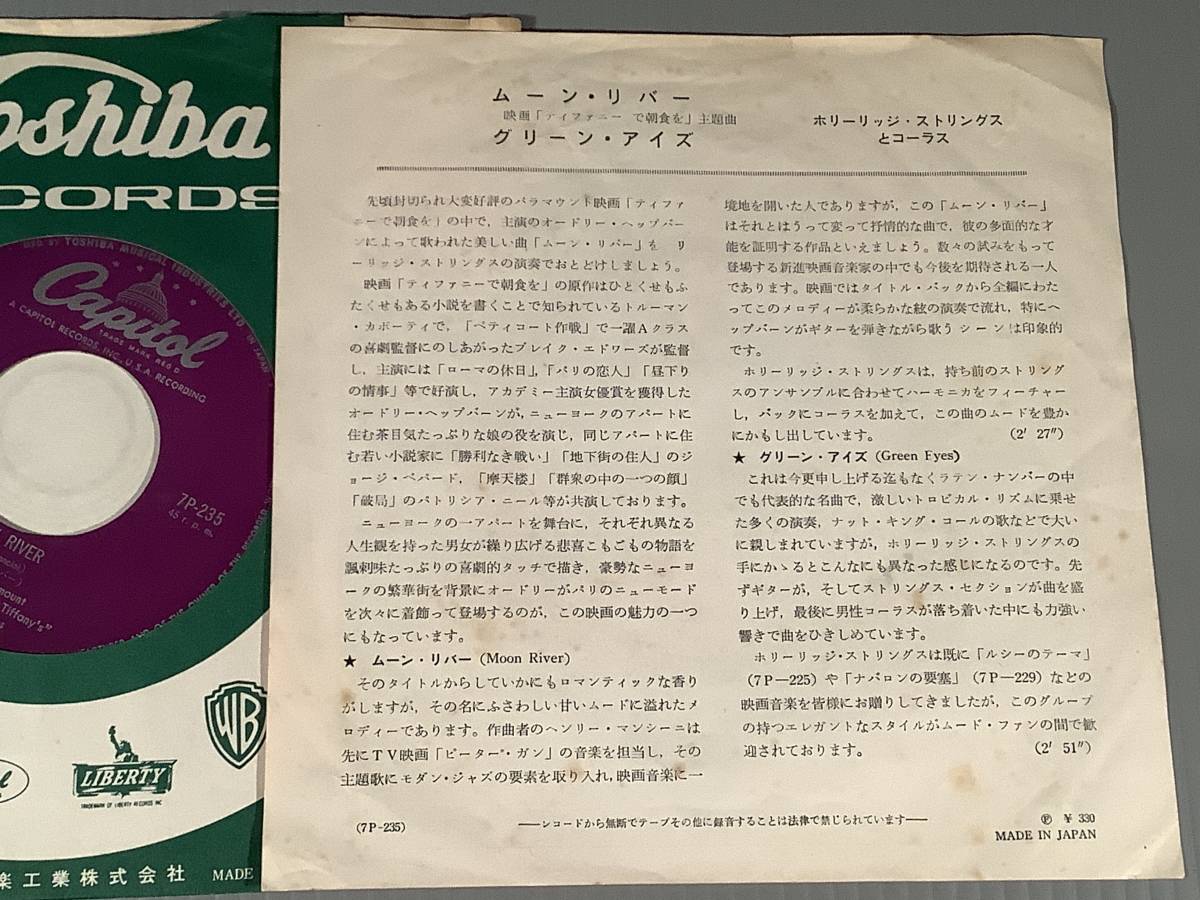 oshiba
CORDS
MFD. BY TOSHIBA MUSICAL INDUSTRIES LTD. IN JAPAN
Capitol
TRADE MARK REG'D
A CAPITOL RECORDS, INC., U.S.A. RECORDING
7P-235
45 r. p. m.
RIVER
mount
Tiffany's"
WB
LIBERTY
TRADEMARK OF LIBERTY RECORDS INC
楽工業株式会社 MADE
ムーン・リバー
映画「ティファニー で朝食を」主題曲
グリーン・アイズ
ホリーリッジ・ストリングス
とコーラス
先頃封切られ大変好評のパラマウント映画「ティファ
ニーで朝食を」の中で，主演のオードリー・ヘップバー
ンによって歌われた美しい曲「ムーン・リバー」を リ
ーリッジ・ストリングスの演奏でおとどけしましょう。
映画「ティファニーで朝食を」の原作はひとくせもふ
たくせもある小説を書くことで知られているトルーマン
・カポーティで，「ペティコート作戦」で一躍Ａクラス
の喜劇監督にのしあがったブレイク・エドワーズが監督
し，主演には「ローマの休日」，「パリの恋人」「昼下り
の情事」等で好演し，アカデミー主演女優賞を獲得した
オードリー・ヘップバーンが，ニューヨークのアパートに
住む茶目気たっぷりな娘の役を演じ，同じアパートに住
む若い小説家に「勝利なき戦い」「地下街の住人」のジ
ョージ・ペパード，「摩天楼」「群衆の中の一つの顔」
「破局」のパトリシア・ニール等が共演しております。
ニューヨークの一アパートを舞台に，それぞれ異なる
人生観を持った男女が繰り広げる悲喜こもごもの物語を
諷刺味たっぷりの喜劇的タッチで描き，豪勢なニューヨ
ークの繁華街を背景にオードリーがパリのニューモード
を次々に着飾って登場するのが，この映画の魅力の一つ
にもなっています。
★ ムーン・リバー (Moon River)
そのタイトルからしていかにもロマンティックな香り
がしますが，その名にふさわしい甘いムードに溢れたメ
ロディーであります。作曲者のヘンリー・マンシーニは
先にＴＶ映画「ピーター・ガン」の音楽を担当し，その
主題歌にモダン・ジャズの要素を取り入れ，映画音楽に一
境地を開いた人でありますが，この「ムーン・リバー」
はそれとはうって変って抒情的な曲で，彼の多面的な才
能を証明する作品といえましょう。数々の試みをもって
登場する新進映画音楽家の中でも今後を期待される一人
であります。映画ではタイトル・バックから全編にわた
ってこのメロディーが柔らかな絃の演奏で流れ，特にヘ
ップバーンがギターを弾きながら歌うシーンは印象的
です。
ホリーリッジ・ストリングスは，持ち前のストリング
スのアンサンブルに合わせてハーモニカをフィーチャー
し，バックにコーラスを加えて，この曲のムードを豊か
にかもし出しています。 (2′ 27″)
★ グリーン・アイズ (Green Eyes)
これは今更申し上げる迄もなくラテン・ナンバーの中
でも代表的な名曲で，激しいトロピカル・リズムに乗せ
た多くの演奏，ナット・キング・コールの歌などで大い
に親しまれていますが，ホリーリッジ・ストリングスの
手にかゝるとこんなにも異なった感じになるのです。先
ずギターが，そしてストリングス・セクションが曲を盛
り上げ，最後に男性コーラスが落ち着いた中にも力強い
響きで曲をひきしめています。
ホリーリッジ・ストリングスは既に「ルシーのテーマ」
(7P—225) や「ナバロンの要塞」(7P—229) などの
映画音楽を皆様にお贈りしてきましたが，このグループ
の持つエレガントなスタイルがムード・ファンの間で歓
迎されております。 (2′ 51″)
(7P-235)
——レコードから無断でテープその他に録音することは法律で禁じられています——
Ⓟ ¥ 330
MADE IN JAPAN